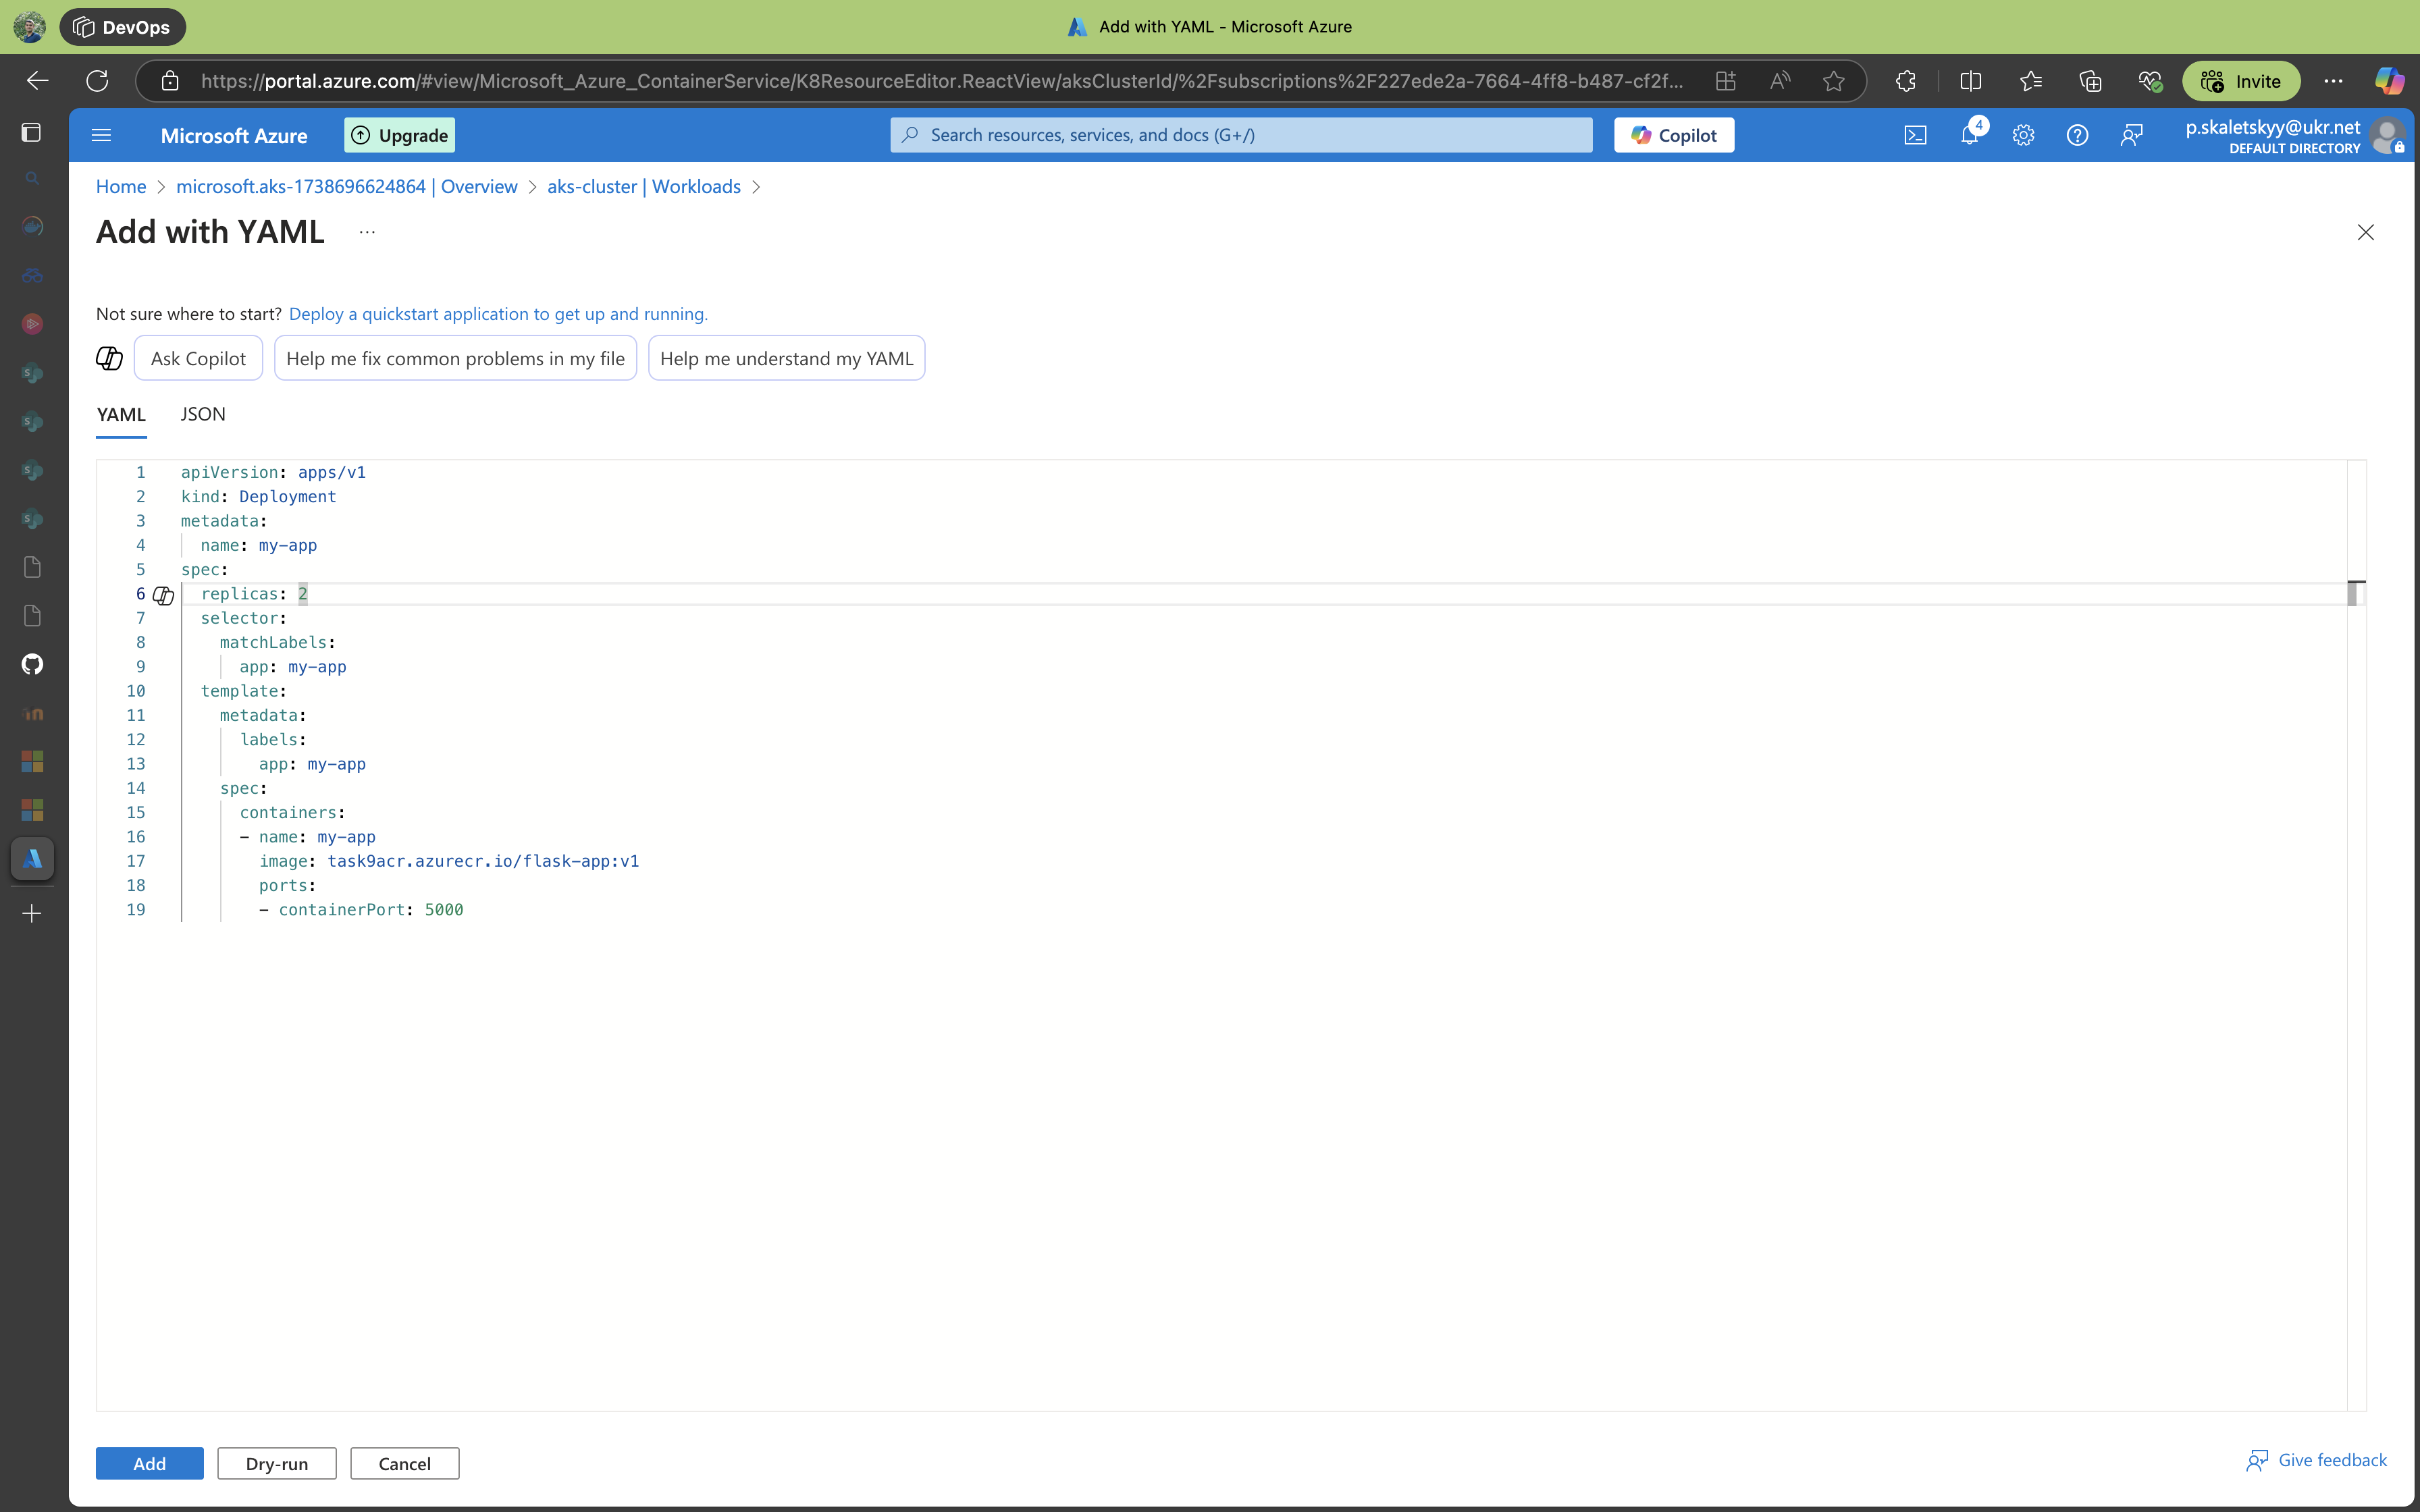 DevOps
Add with YAML - Microsoft Azure
https://portal.azure.com/#view/Microsoft_Azure_ContainerService/K8ResourceEditor.ReactView/aksClusterId/%2Fsubscriptions%2F227ede2a-7664-4ff8-b487-cf2f...
Invite
Microsoft Azure
Upgrade
Search resources, services, and docs (G+/)
Copilot
4
p.skaletskyy@ukr.net
DEFAULT DIRECTORY
Home > microsoft.aks-1738696624864 | Overview > aks-cluster | Workloads >
Add with YAML ...
Not sure where to start? Deploy a quickstart application to get up and running.
Ask Copilot
Help me fix common problems in my file
Help me understand my YAML
YAML
JSON
1 apiVersion: apps/v1
2 kind: Deployment
3 metadata:
4   name: my-app
5 spec:
6   replicas: 2
7   selector:
8     matchLabels:
9       app: my-app
10   template:
11     metadata:
12       labels:
13         app: my-app
14     spec:
15       containers:
16       - name: my-app
17         image: task9acr.azurecr.io/flask-app:v1
18         ports:
19         - containerPort: 5000
Add
Dry-run
Cancel
Give feedback